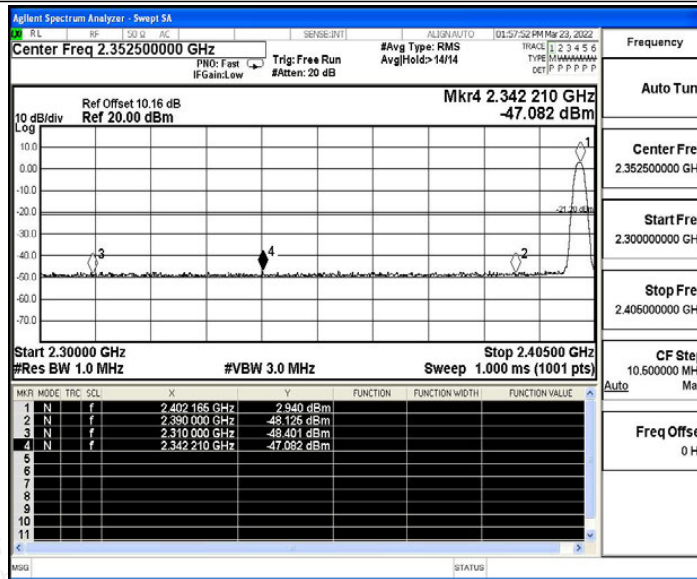 Agilent Spectrum Analyzer - Swept SA
RL RF 50 Ω AC SENSE:INT ALIGNAUTO 01:57:52 PM Mar 23, 2022
Center Freq 2.352500000 GHz
PNO: Fast
IFGain:Low
Trig: Free Run
#Atten: 20 dB
#Avg Type: RMS
Avg|Hold:> 14/14
TRACE 1 2 3 4 5 6
TYPE M
DET P P P P P P
Mkr4 2.342 210 GHz
-47.082 dBm
Ref Offset 10.16 dB
10 dB/div Ref 20.00 dBm
Log
10.0
0.00
-10.0
-20.0
-30.0
-40.0
-50.0
-60.0
-70.0
1
-21.20 dBm
3
4
2
Start 2.30000 GHz Stop 2.40500 GHz
#Res BW 1.0 MHz #VBW 3.0 MHz Sweep 1.000 ms (1001 pts)
MKR MODE TRC SCL X Y FUNCTION FUNCTION WIDTH FUNCTION VALUE
1 N f 2.402 165 GHz 2.940 dBm
2 N f 2.390 000 GHz -48.125 dBm
3 N f 2.310 000 GHz -48.401 dBm
4 N f 2.342 210 GHz -47.082 dBm
5
6
7
8
9
10
11
MSG STATUS
Frequency
Auto Tun
Center Fre
2.352500000 GH
Start Fre
2.300000000 GH
Stop Fre
2.405000000 GH
CF Ste
10.500000 MH
Auto Ma
Freq Offse
0 H